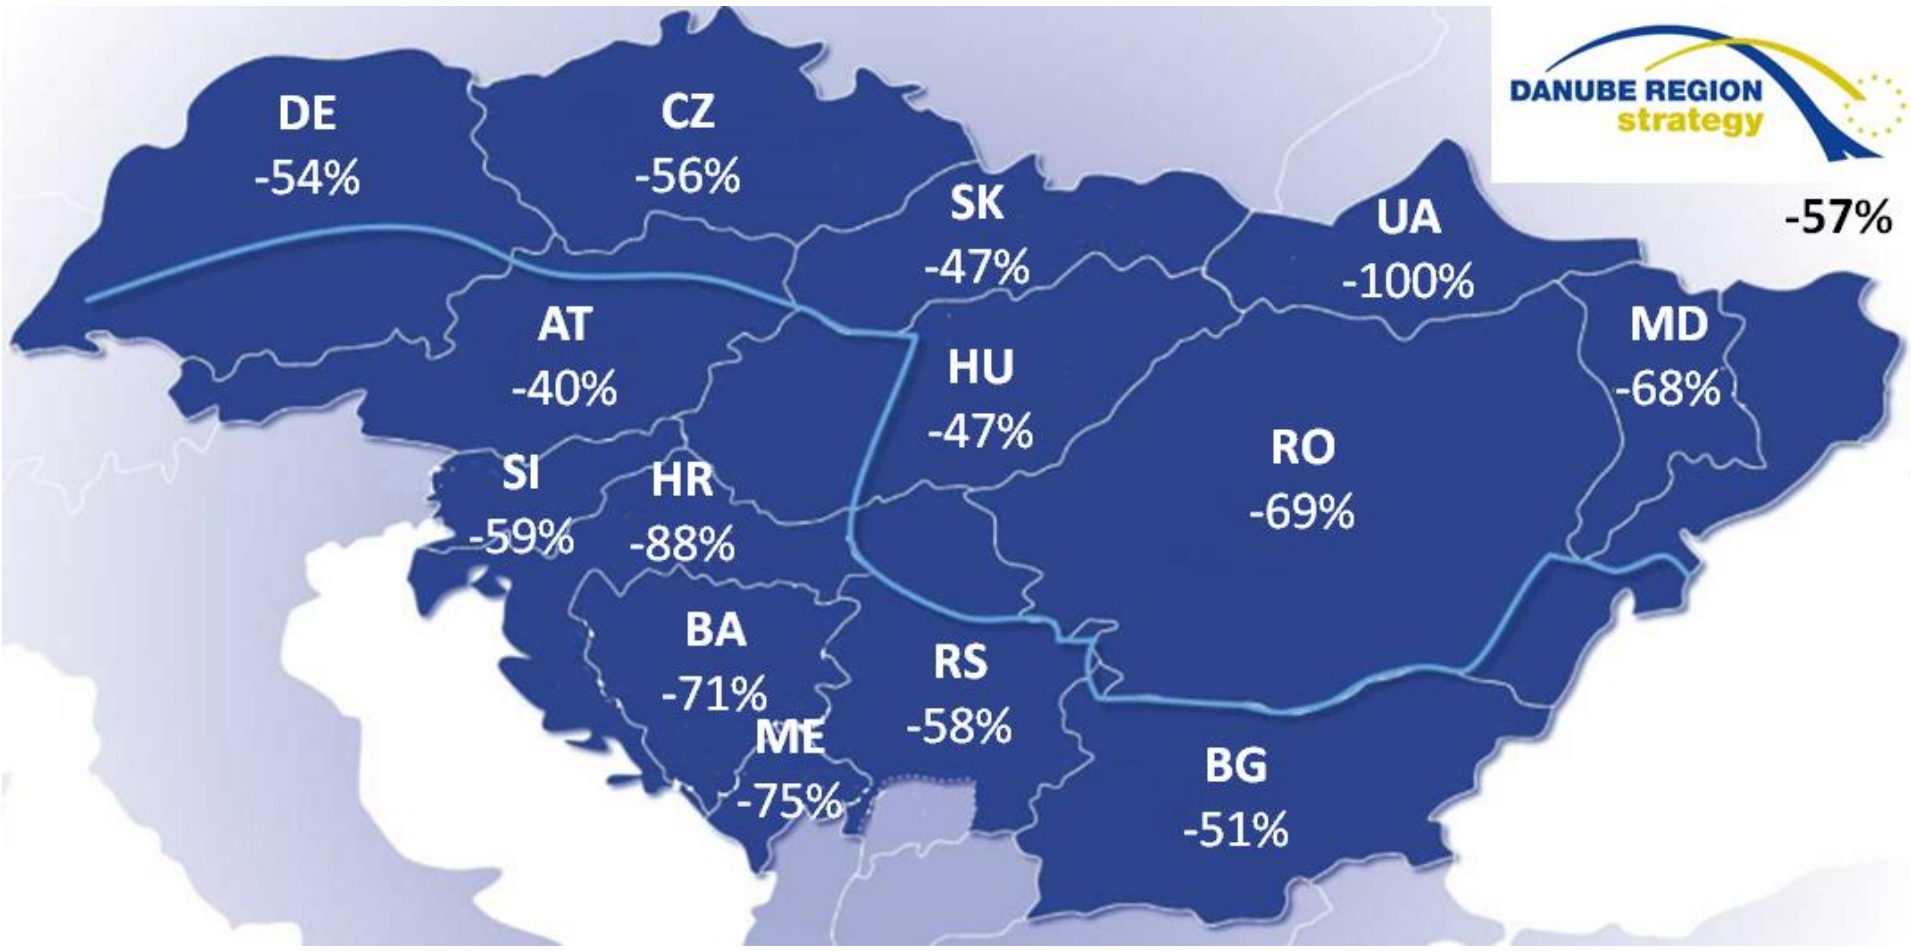 DANUBE REGION
strategy
-57%
DE
-54%
CZ
-56%
SK
-47%
UA
-100%
AT
-40%
HU
-47%
MD
-68%
RO
-69%
SI
-59%
HR
-88%
BA
-71%
RS
-58%
ME
-75%
BG
-51%